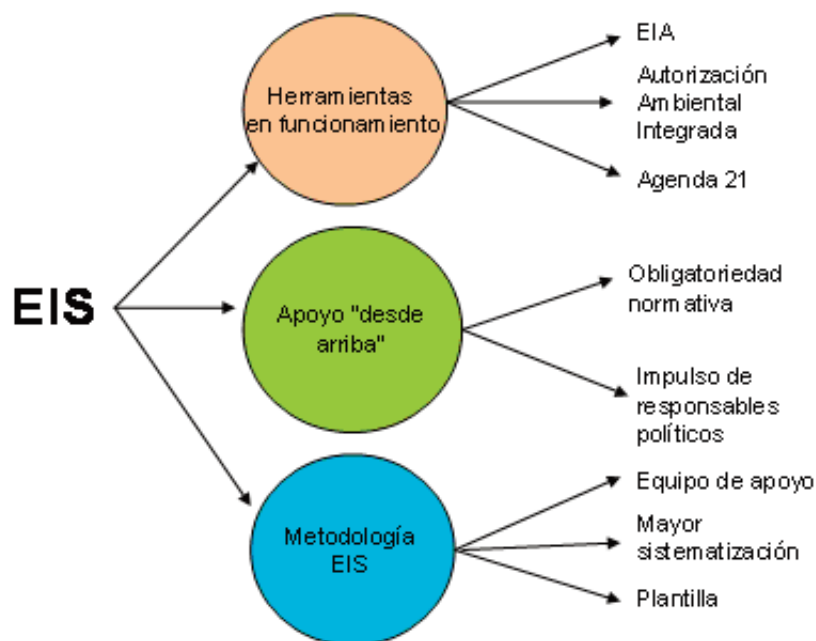 EIS
Herramientas
en funcionamiento
EIA
Autorización
Ambiental
Integrada
Agenda 21
Apoyo "desde
arriba"
Obligatoriedad
normativa
Impulso de
responsables
políticos
Metodología
EIS
Equipo de apoyo
Mayor
sistematización
Plantilla